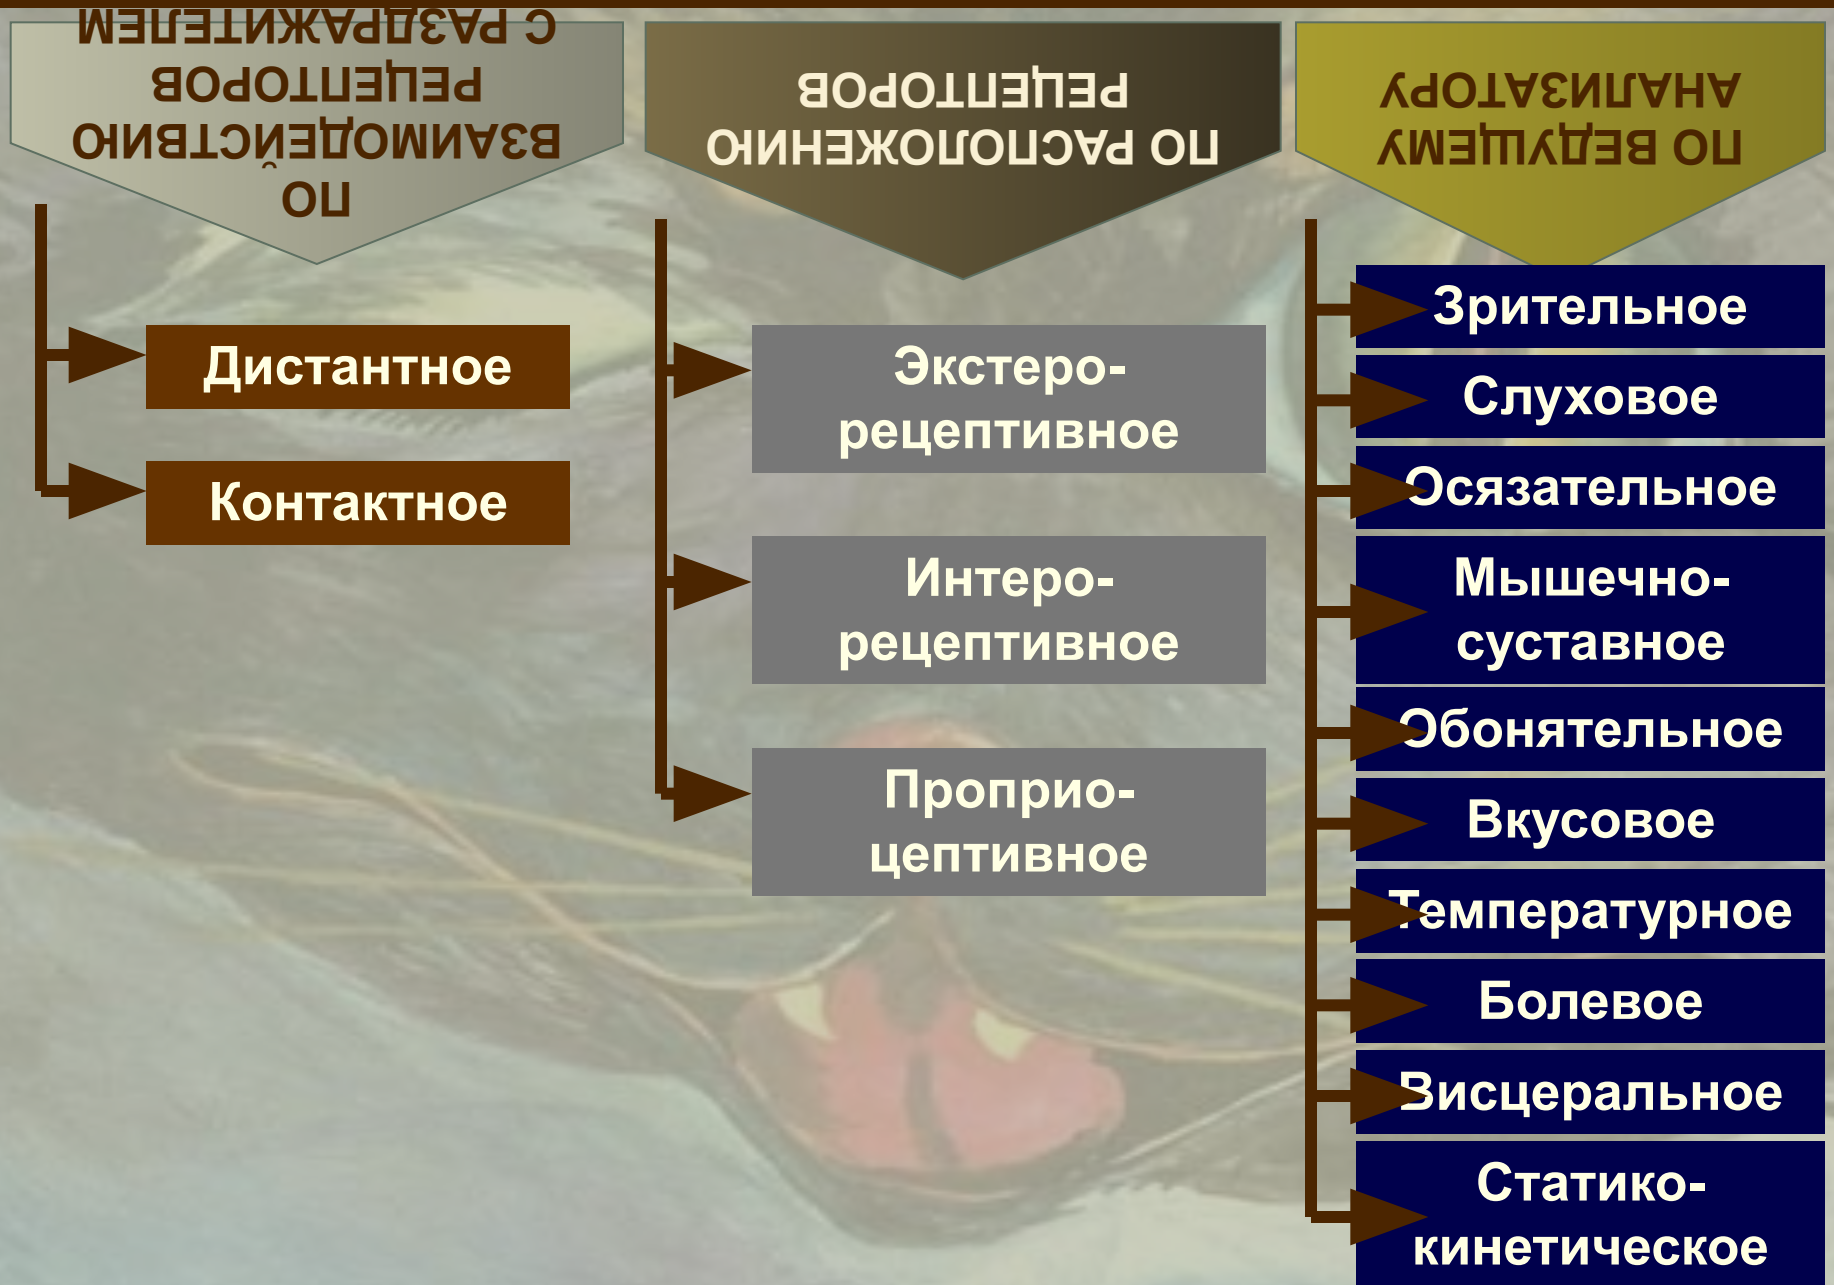 ПО
ВЗАИМОДЕЙСТВИЮ
РЕЦЕПТОРОВ
С РАЗДРАЖИТЕЛЕМ
Дистантное
Контактное
ПО РАСПОЛОЖЕНИЮ
РЕЦЕПТОРОВ
Экстеро-
рецептивное
Интеро-
рецептивное
Проприо-
цептивное
ПО ВЕДУЩЕМУ
АНАЛИЗАТОРУ
Зрительное
Слуховое
Осязательное
Мышечно-
суставное
Обонятельное
Вкусовое
Температурное
Болевое
Висцеральное
Статико-
кинетическое